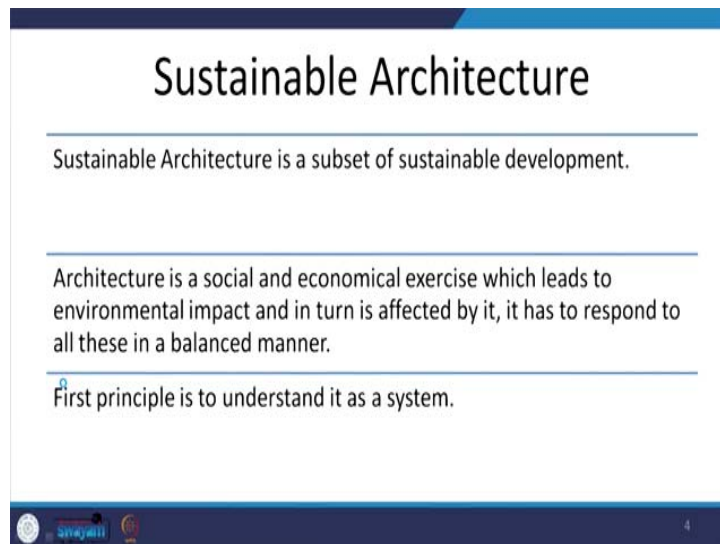 Sustainable Architecture
Sustainable Architecture is a subset of sustainable development.
Architecture is a social and economical exercise which leads to
environmental impact and in turn is affected by it, it has to respond to
all these in a balanced manner.
First principle is to understand it as a system.
swayam
4